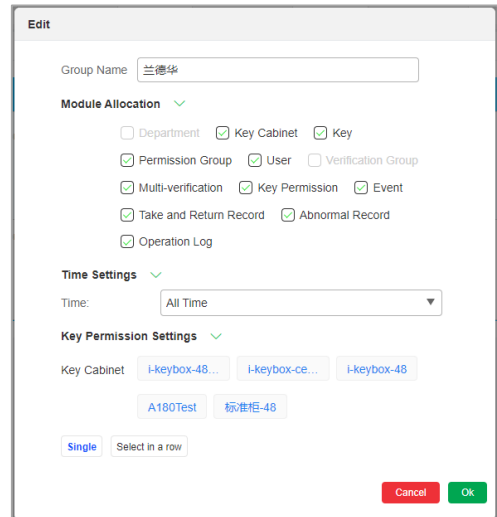 Edit
Group Name 兰德华
Module Allocation
Department Key Cabinet Key
Permission Group User Verification Group
Multi-verification Key Permission Event
Take and Return Record Abnormal Record
Operation Log
Time Settings
Time: All Time
Key Permission Settings
Key Cabinet i-keybox-48... i-keybox-ce... i-keybox-48
A180Test 标准柜-48
Single Select in a row
Cancel Ok